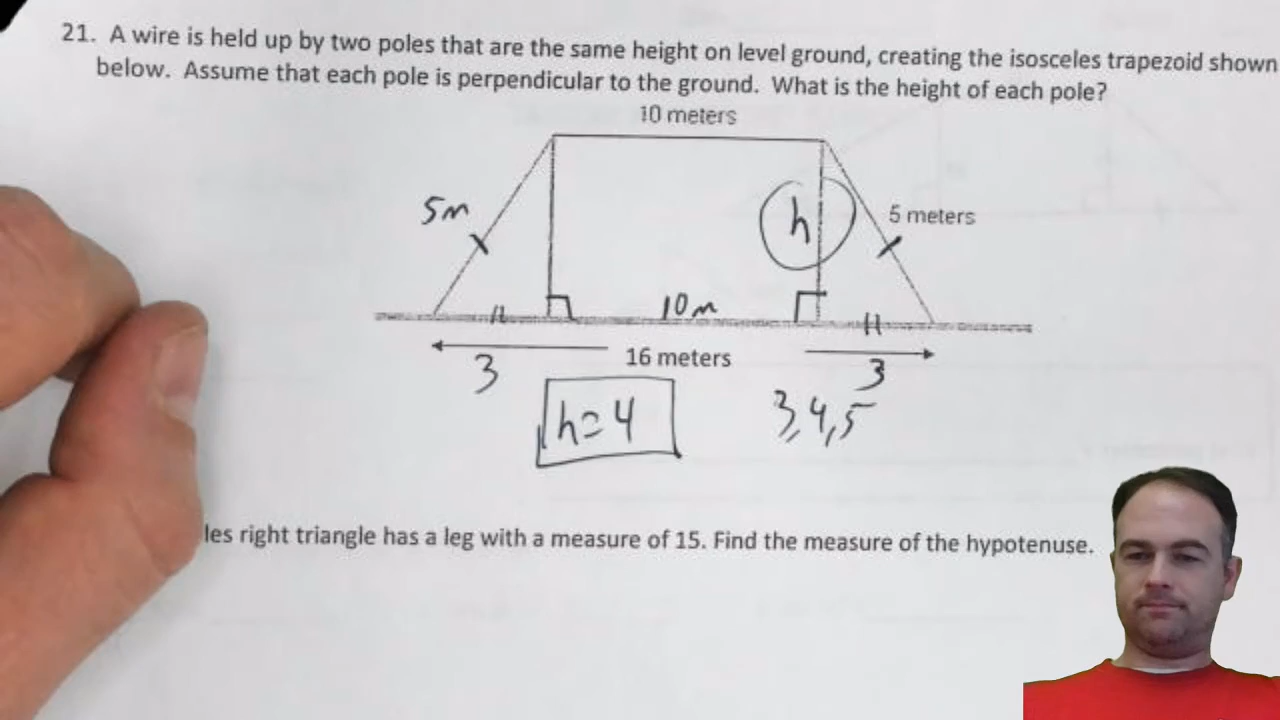 21. A wire is held up by two poles that are the same height on level ground, creating the isosceles trapezoid shown
below. Assume that each pole is perpendicular to the ground. What is the height of each pole?
10 meters
5m
h
5 meters
10m
16 meters
3
3
h=4
3,4,5
les right triangle has a leg with a measure of 15. Find the measure of the hypotenuse.